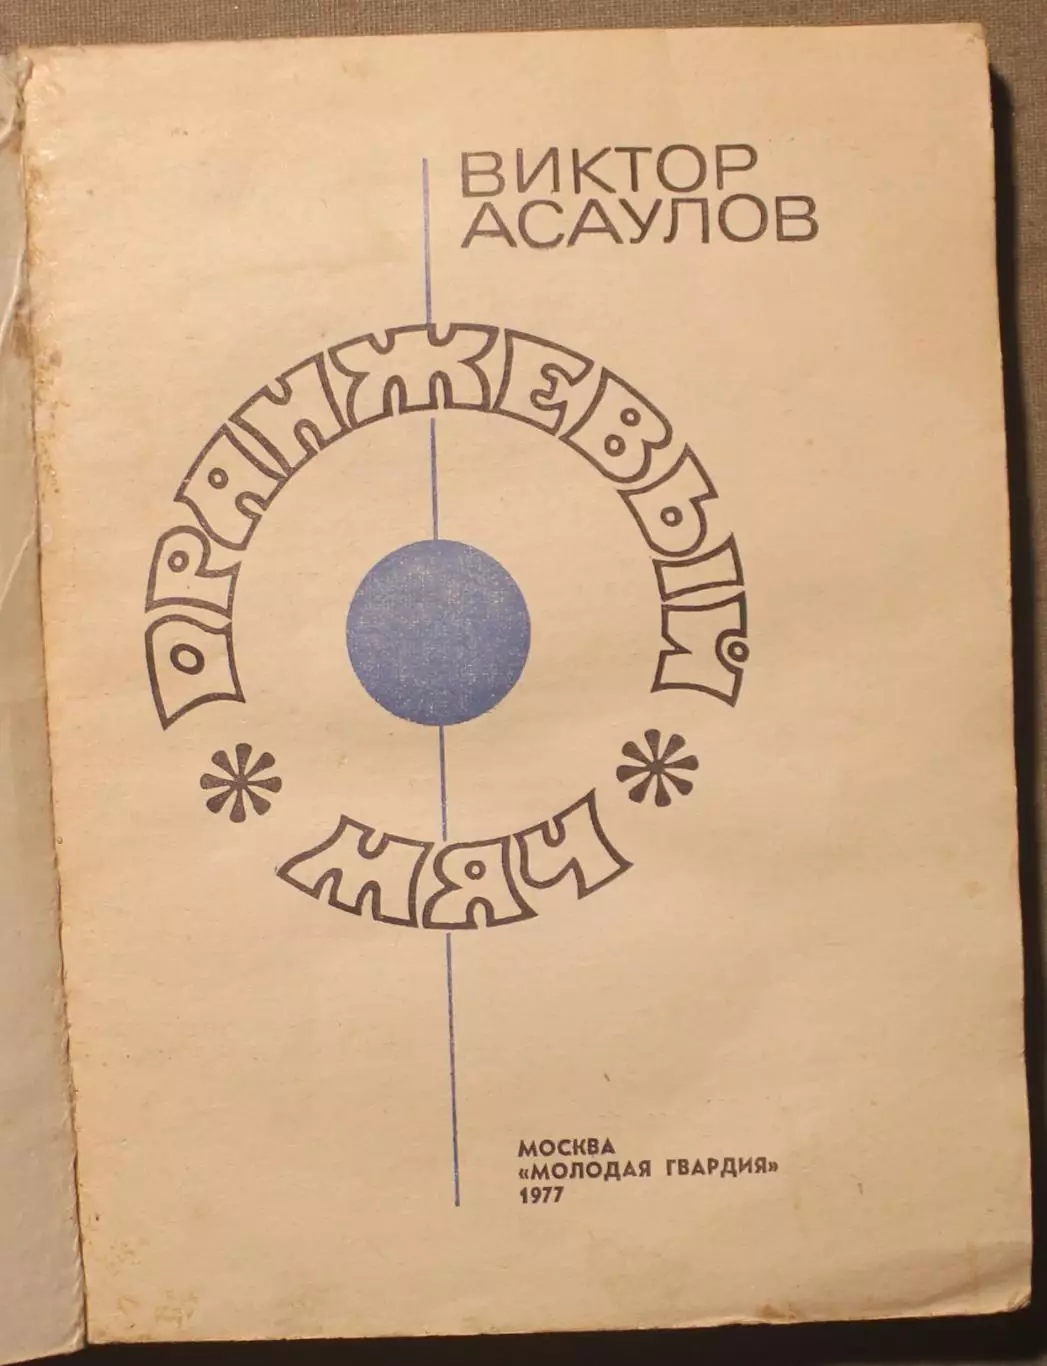 ВИКТОР
АСАУЛОВ
ОРАНЖЕВЫЙ
МЯЧ
МОСКВА
«МОЛОДАЯ ГВАРДИЯ»
1977